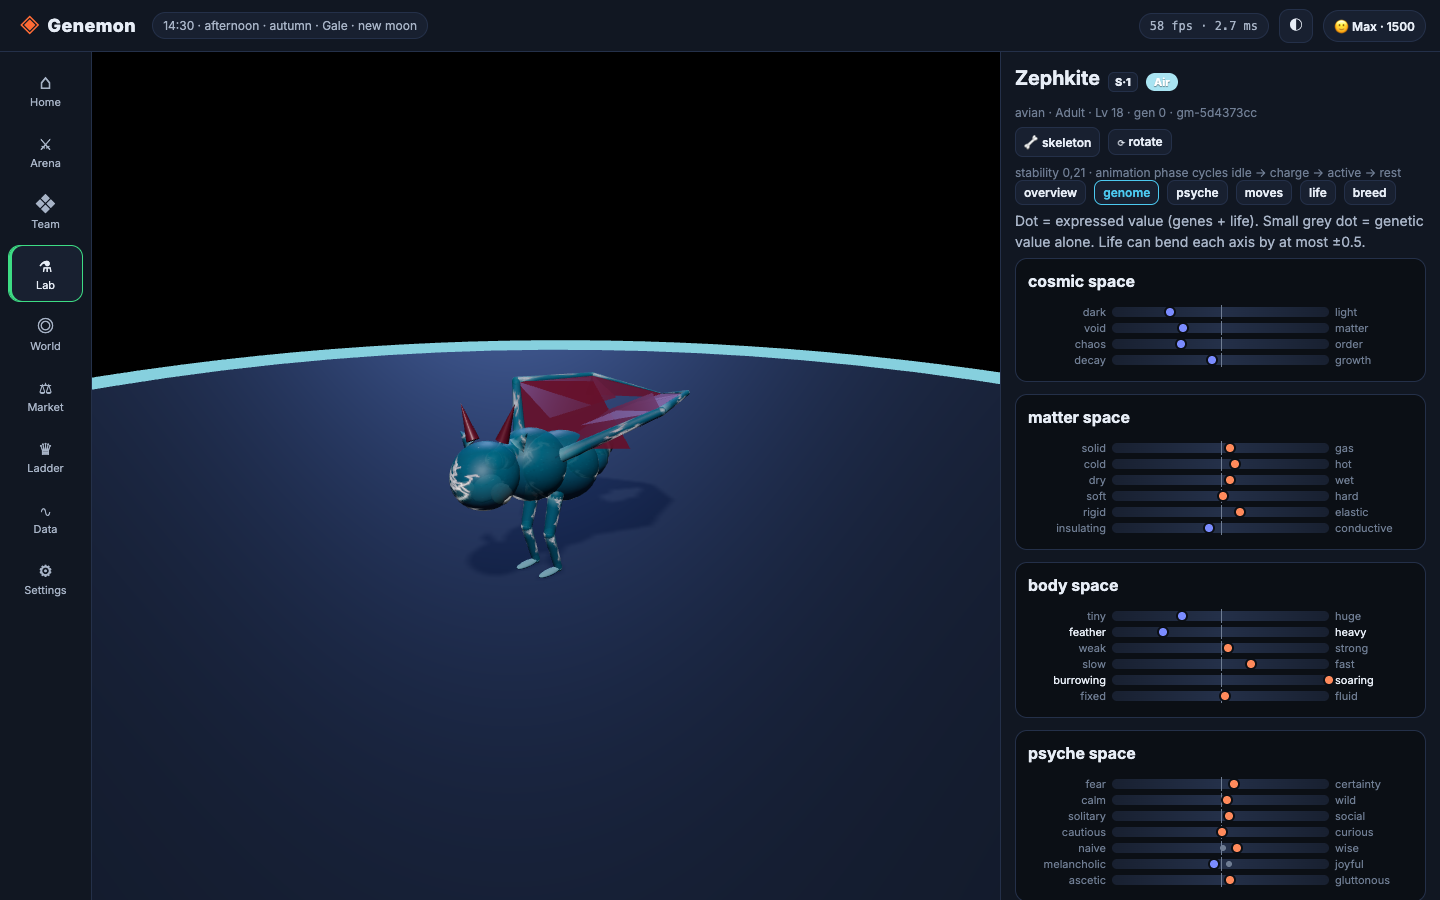 Genemon
14:30 · afternoon · autumn · Gale · new moon
58 fps · 2.7 ms
Max · 1500
Home
Arena
Team
Lab
World
Market
Ladder
Data
Settings
Zephkite S·1 Air
avian · Adult · Lv 18 · gen 0 · gm-5d4373cc
skeleton rotate
stability 0,21 · animation phase cycles idle → charge → active → rest
overview genome psyche moves life breed
Dot = expressed value (genes + life). Small grey dot = genetic
value alone. Life can bend each axis by at most ±0.5.
cosmic space
dark light
void matter
chaos order
decay growth
matter space
solid gas
cold hot
dry wet
soft hard
rigid elastic
insulating conductive
body space
tiny huge
feather heavy
weak strong
slow fast
burrowing soaring
fixed fluid
psyche space
fear certainty
calm wild
solitary social
cautious curious
naive wise
melancholic joyful
ascetic gluttonous